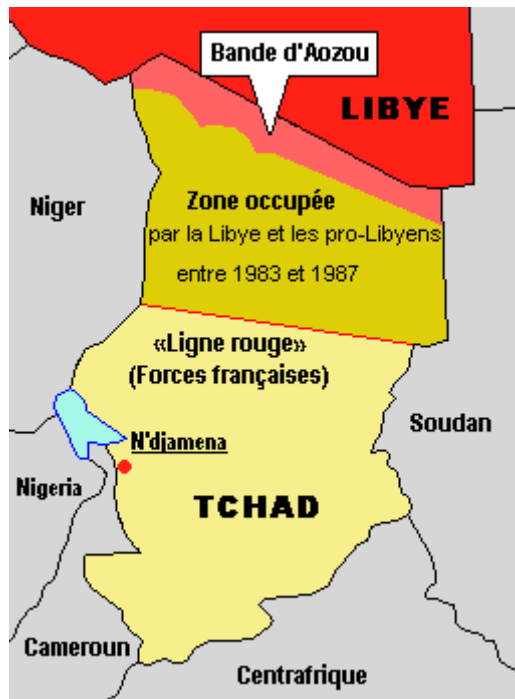 Bande d'Aozou
LIBYE
Niger
Zone occupée
par la Libye et les pro-Libyens
entre 1983 et 1987
«Ligne rouge»
(Forces françaises)
Soudan
N'djamena
Nigeria
TCHAD
Cameroun
Centrafrique